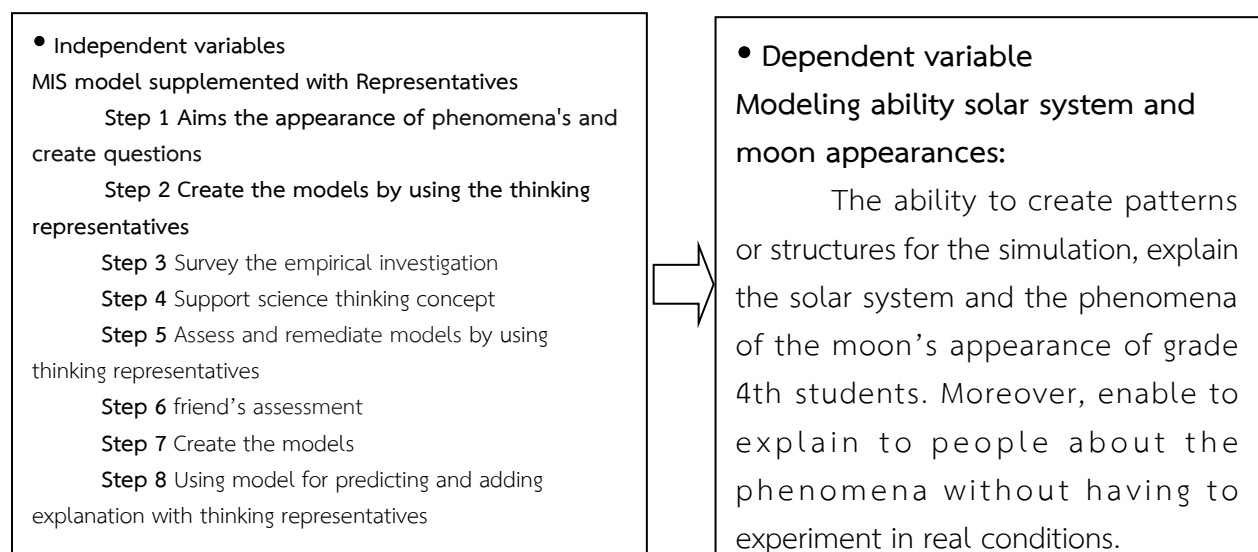 • Independent variables
MIS model supplemented with Representatives
Step 1 Aims the appearance of phenomena's and
create questions
Step 2 Create the models by using the thinking
representatives
Step 3 Survey the empirical investigation
Step 4 Support science thinking concept
Step 5 Assess and remediate models by using
thinking representatives
Step 6 friend's assessment
Step 7 Create the models
Step 8 Using model for predicting and adding
explanation with thinking representatives
• Dependent variable
Modeling ability solar system and
moon appearances:
The ability to create patterns
or structures for the simulation, explain
the solar system and the phenomena
of the moon's appearance of grade
4th students. Moreover, enable to
explain to people about the
phenomena without having to
experiment in real conditions.